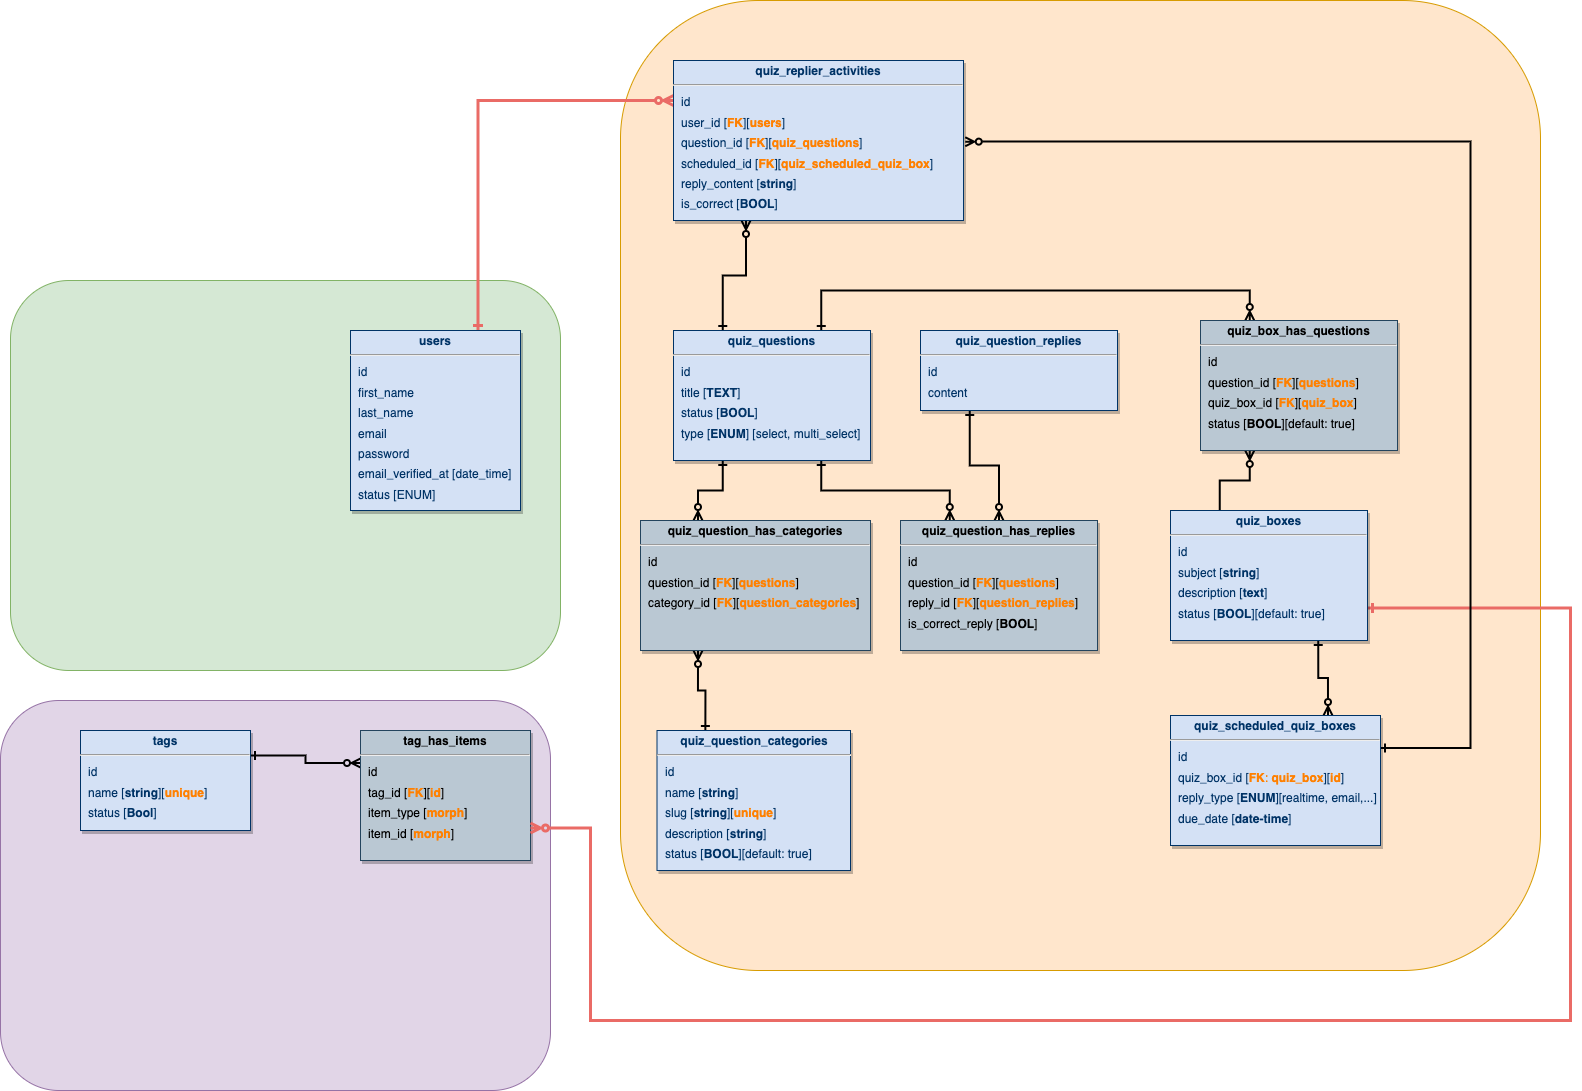 quiz_replier_activities
id
user_id [FK][users]
question_id [FK][quiz_questions]
scheduled_id [FK][quiz_scheduled_quiz_box]
reply_content [string]
is_correct [BOOL]
users
id
first_name
last_name
email
password
email_verified_at [date_time]
status [ENUM]
quiz_questions
id
title [TEXT]
status [BOOL]
type [ENUM] [select, multi_select]
quiz_question_replies
id
content
quiz_box_has_questions
id
question_id [FK][questions]
quiz_box_id [FK][quiz_box]
status [BOOL][default: true]
quiz_question_has_categories
id
question_id [FK][questions]
category_id [FK][question_categories]
quiz_question_has_replies
id
question_id [FK][questions]
reply_id [FK][question_replies]
is_correct_reply [BOOL]
quiz_boxes
id
subject [string]
description [text]
status [BOOL][default: true]
tags
id
name [string][unique]
status [Bool]
tag_has_items
id
tag_id [FK][id]
item_type [morph]
item_id [morph]
quiz_question_categories
id
name [string]
slug [string][unique]
description [string]
status [BOOL][default: true]
quiz_scheduled_quiz_boxes
id
quiz_box_id [FK: quiz_box][id]
reply_type [ENUM][realtime, email,...]
due_date [date-time]